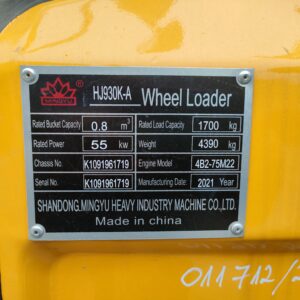 MINGYU HJ930K-A Wheel Loader
Rated Bucket Capacity 0.8 m³ Rated Load Capacity 1700 kg
Rated Power 55 kw Weight 4390 kg
Chassis No. K1091961719 Engine Model 4B2-75M22
Serial No. K1091961719 Manufacturing Date 2021 Year
SHANDONG.MINGYU HEAVY INDUSTRY MACHINE CO.,LTD.
Made in china
011712/